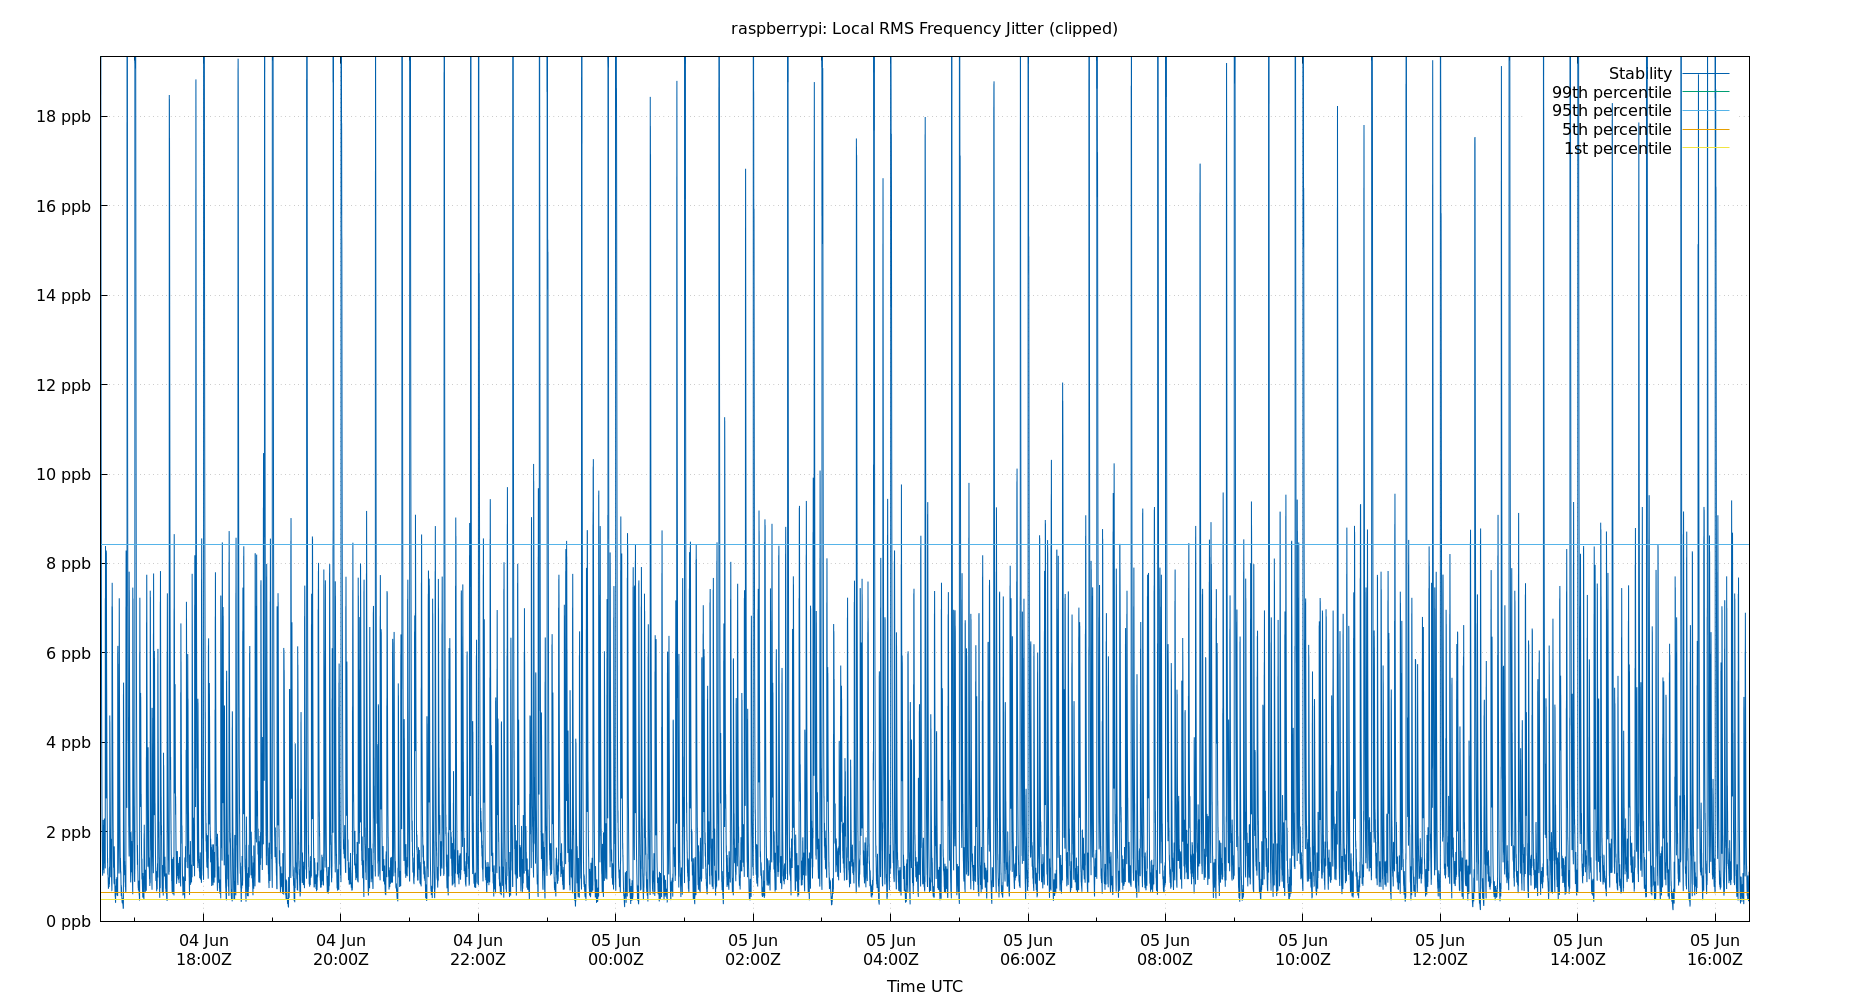 raspberrypi: Local RMS Frequency Jitter (clipped)
Stability
99th percentile
95th percentile
5th percentile
1st percentile
18 ppb
16 ppb
14 ppb
12 ppb
10 ppb
8 ppb
6 ppb
4 ppb
2 ppb
0 ppb
04 Jun 04 Jun 04 Jun 05 Jun 05 Jun 05 Jun 05 Jun 05 Jun 05 Jun 05 Jun 05 Jun 05 Jun
18:00Z 20:00Z 22:00Z 00:00Z 02:00Z 04:00Z 06:00Z 08:00Z 10:00Z 12:00Z 14:00Z 16:00Z
Time UTC